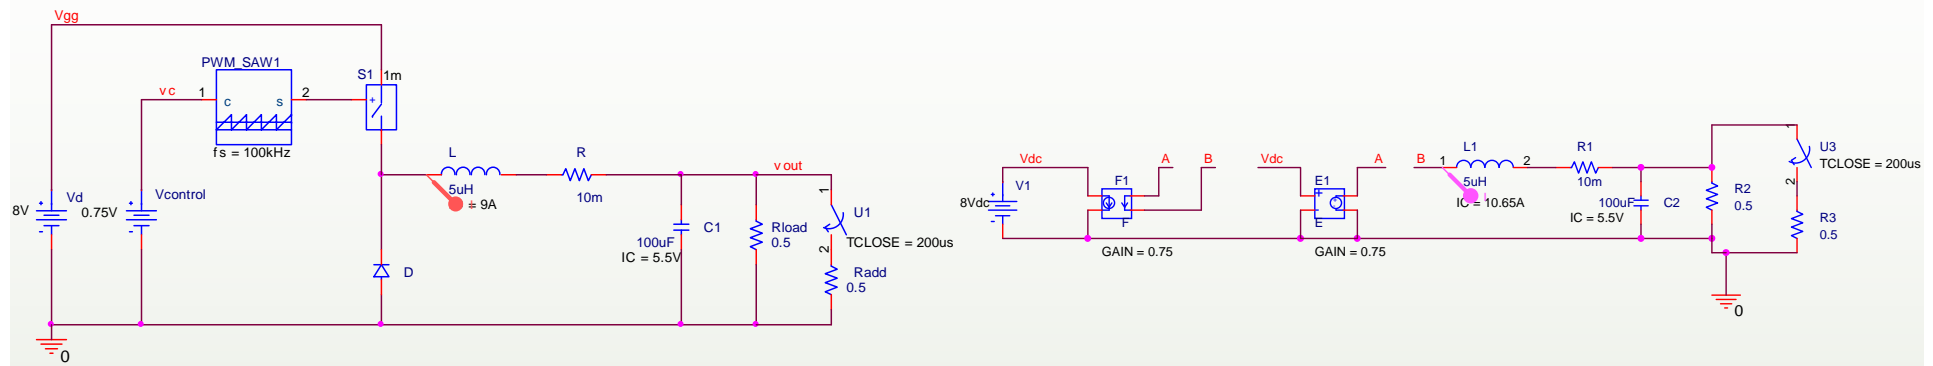 Vgg
PWM_SAW1
S1
1m
vc
1
c
s
2
+
fs = 100kHz
L
5uH
= 9A
R
10m
vout
8V
Vd
0.75V
Vcontrol
D
C1
100uF
IC = 5.5V
Rload
0.5
1
U1
2
TCLOSE = 200us
Radd
0.5
0
Vdc
V1
8Vdc
F1
F
A
B
GAIN = 0.75
Vdc
E1
E
A
GAIN = 0.75
B
1
L1
2
5uH
IC = 10.65A
R1
10m
100uF
C2
IC = 5.5V
R2
0.5
1
U3
TCLOSE = 200us
2
R3
0.5
0